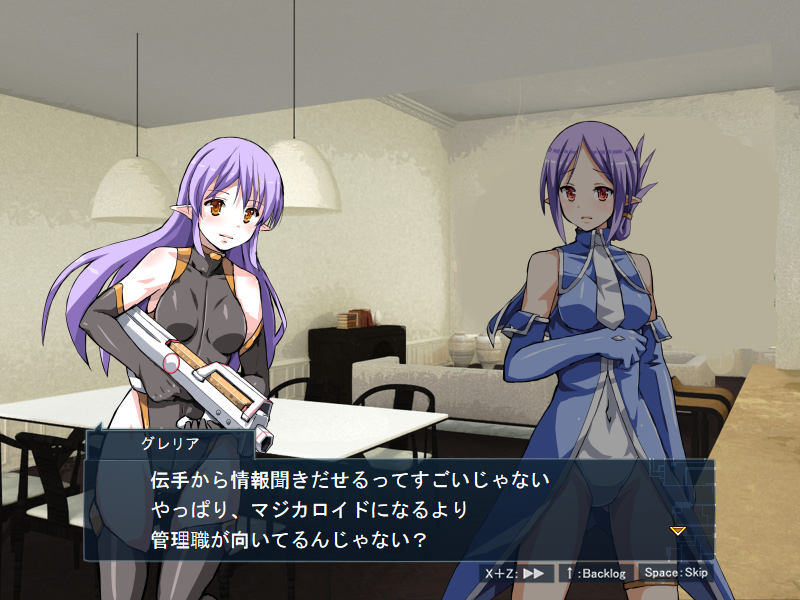 グレリア
伝手から情報聞きだせるってすごいじゃない
やっぱり、マジカロイドになるより
管理職が向いてるんじゃない？
X+Z:▶▶ ↑:Backlog Space:Skip